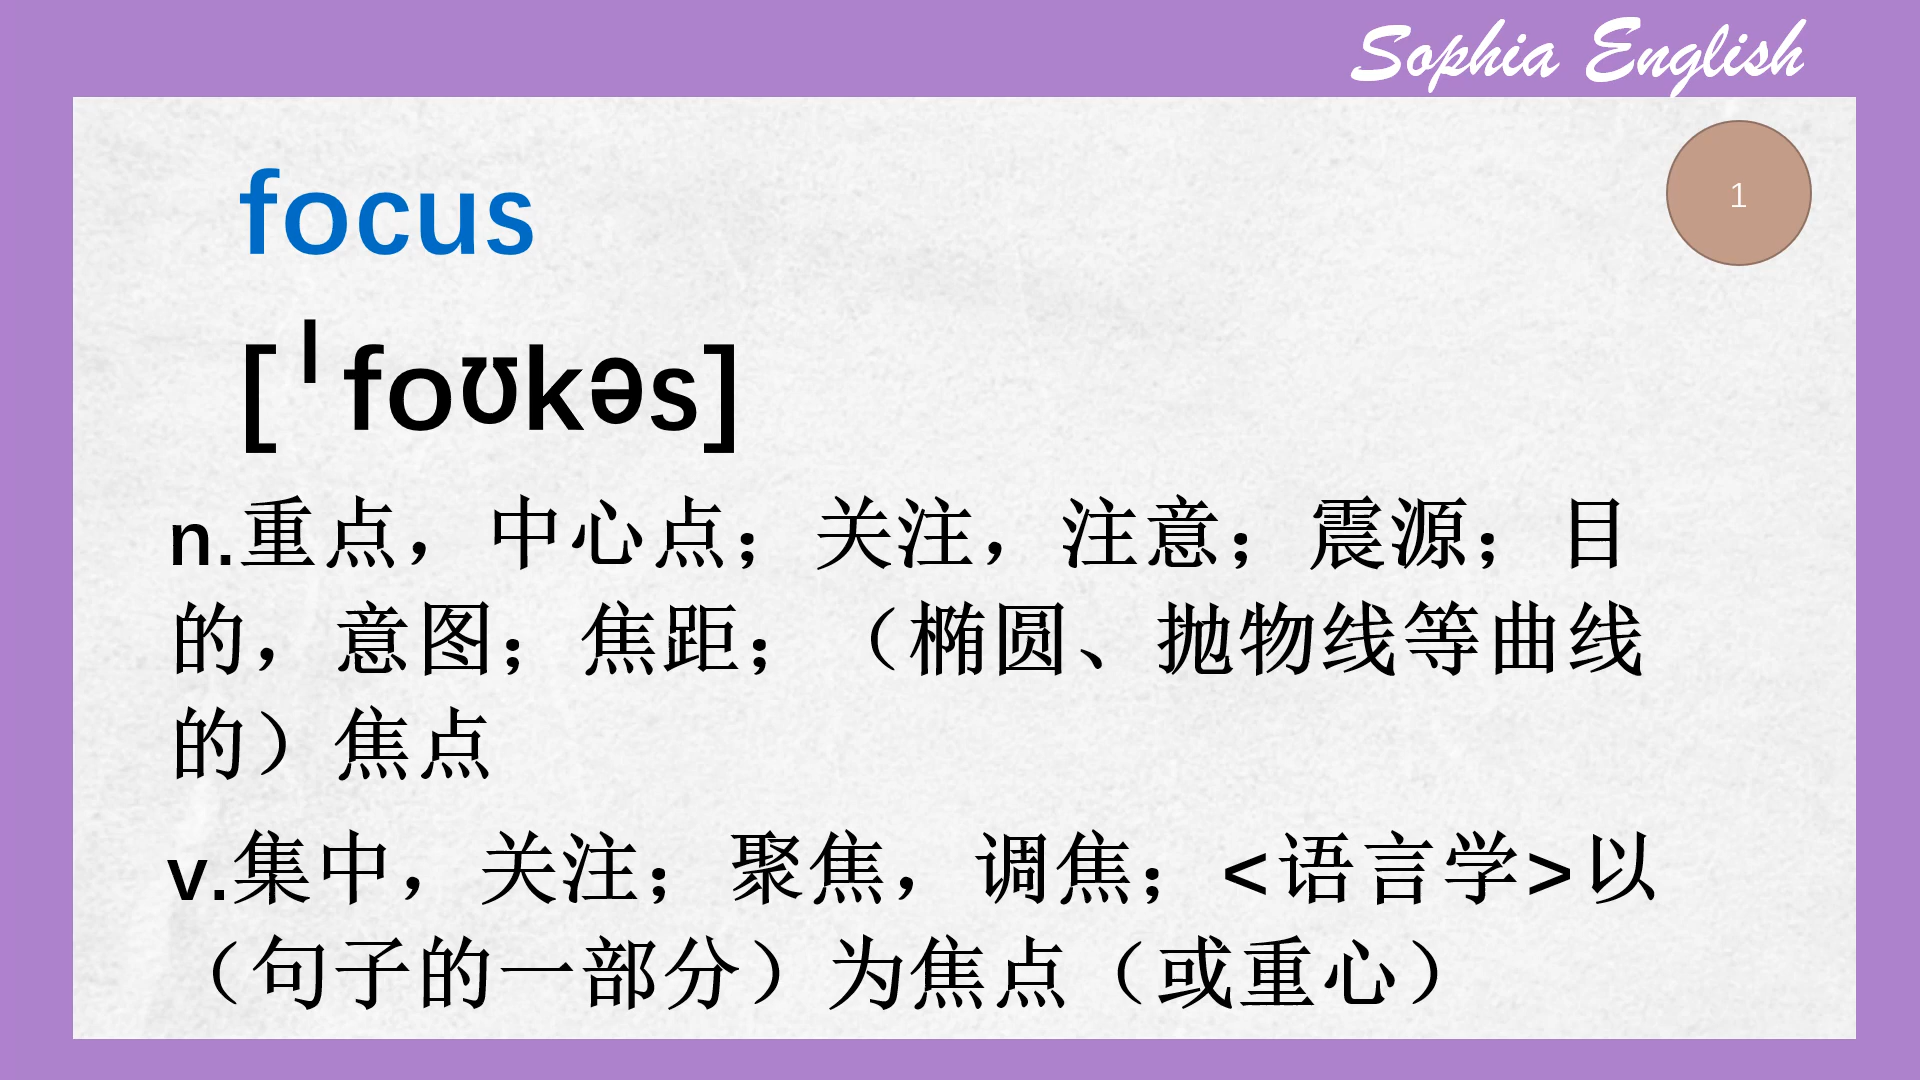 Sophia English
1
focus
[ˈfoʊkəs]
n.重点，中心点；关注，注意；震源；目
的，意图；焦距；（椭圆、抛物线等曲线
的）焦点
v.集中，关注；聚焦，调焦；<语言学>以
（句子的一部分）为焦点（或重心）